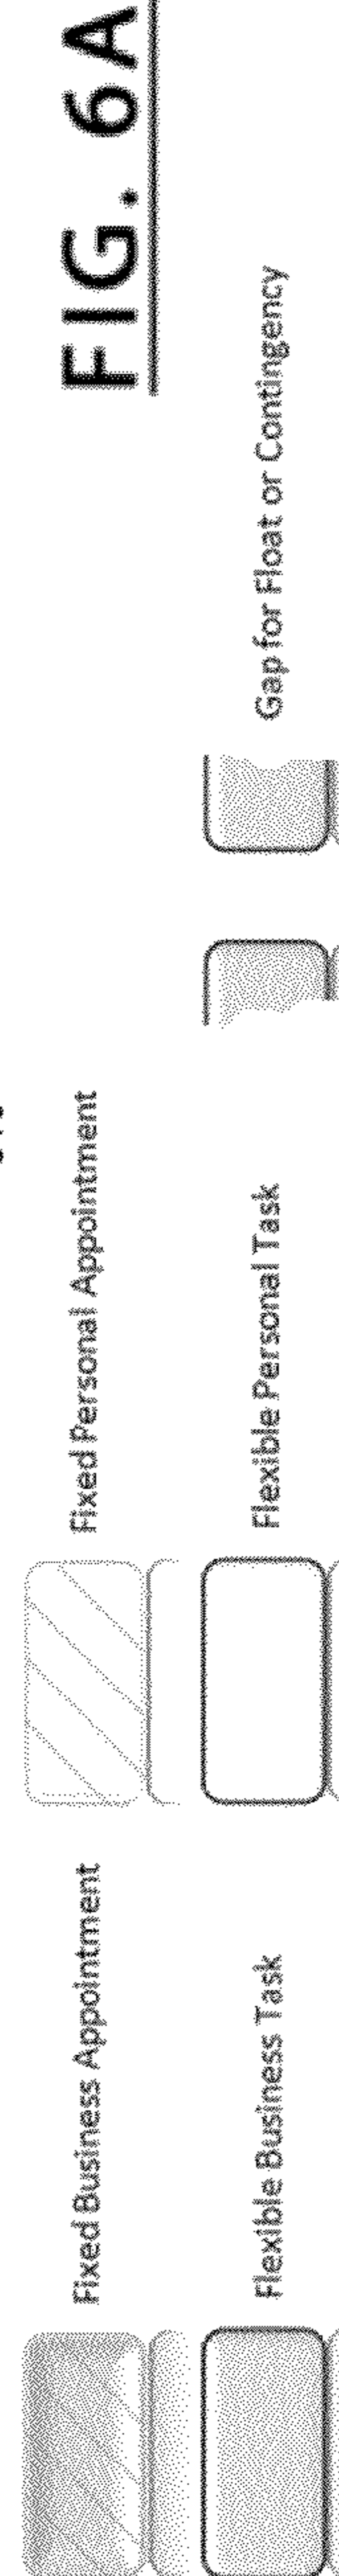 FIG. 6A
Fixed Business Appointment
Fixed Personal Appointment
Flexible Business Task
Flexible Personal Task
Gap for Float or Contingency